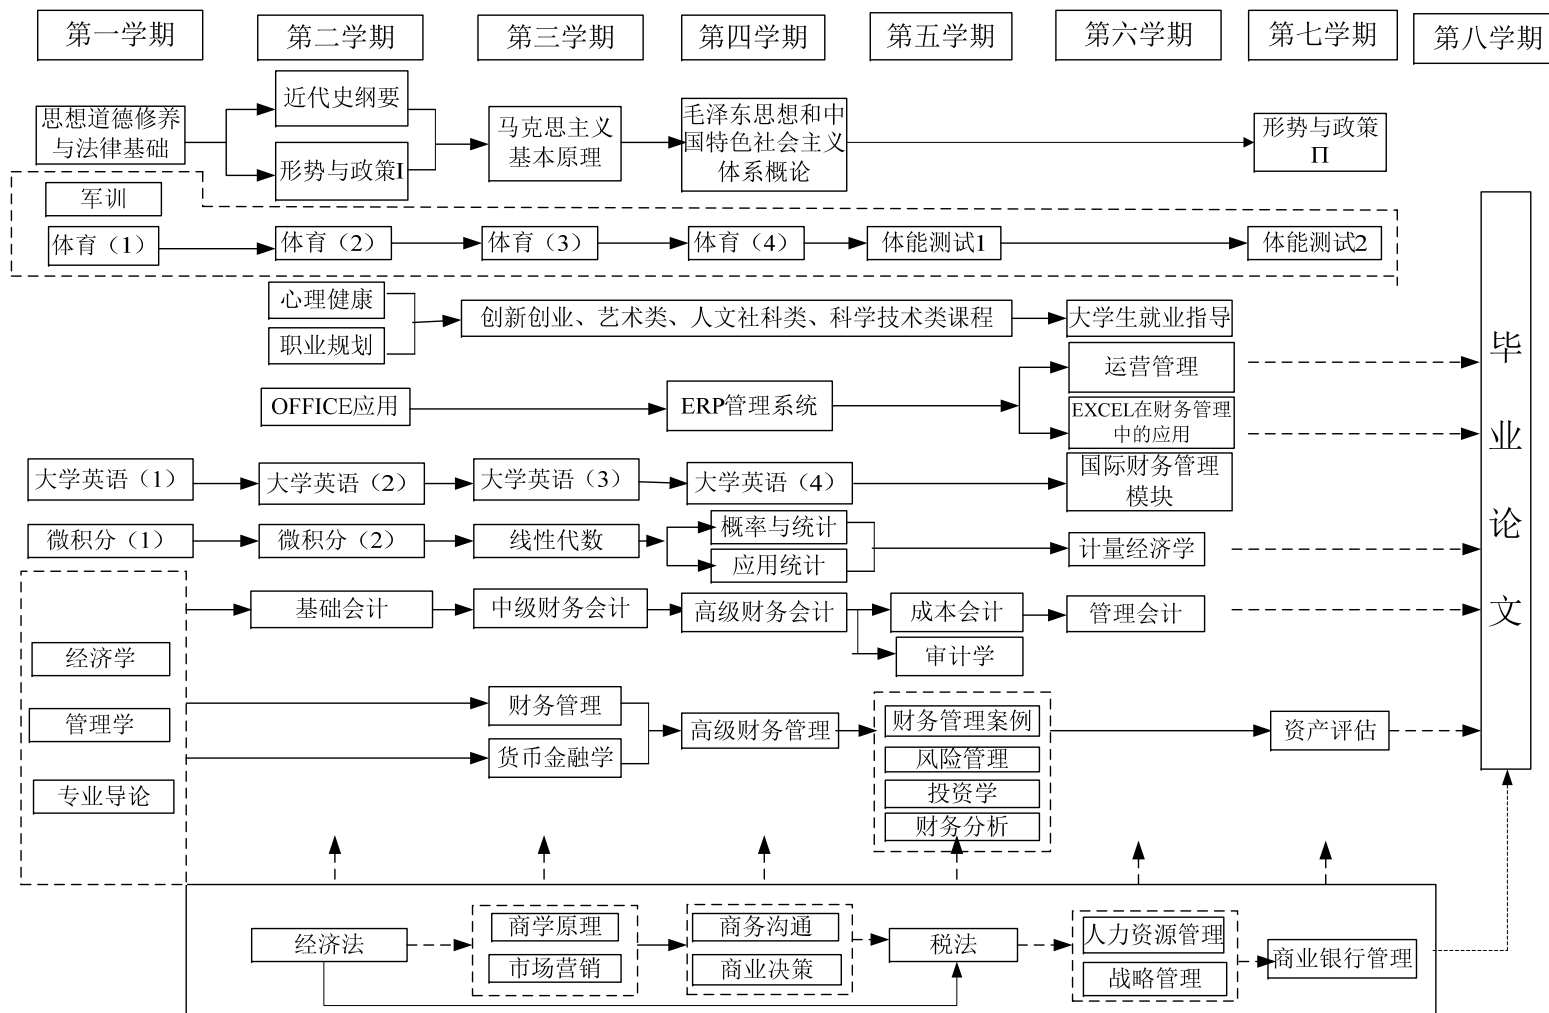 第一学期
第二学期
第三学期
第四学期
第五学期
第六学期
第七学期
第八学期
思想道德修养
与法律基础
近代史纲要
形势与政策I
马克思主义
基本原理
毛泽东思想和中
国特色社会主义
体系概论
形势与政策
Π
军训
体育（1）
体育（2）
体育（3）
体育（4）
体能测试1
体能测试2
心理健康
职业规划
创新创业、艺术类、人文社科类、科学技术类课程
大学生就业指导
OFFICE应用
ERP管理系统
运营管理
EXCEL在财务管理
中的应用
大学英语（1）
大学英语（2）
大学英语（3）
大学英语（4）
国际财务管理
模块
微积分（1）
微积分（2）
线性代数
概率与统计
应用统计
计量经济学
基础会计
中级财务会计
高级财务会计
成本会计
审计学
管理会计
经济学
管理学
专业导论
财务管理
货币金融学
高级财务管理
财务管理案例
风险管理
投资学
财务分析
资产评估
毕
业
论
文
经济法
商学原理
市场营销
商务沟通
商业决策
税法
人力资源管理
战略管理
商业银行管理